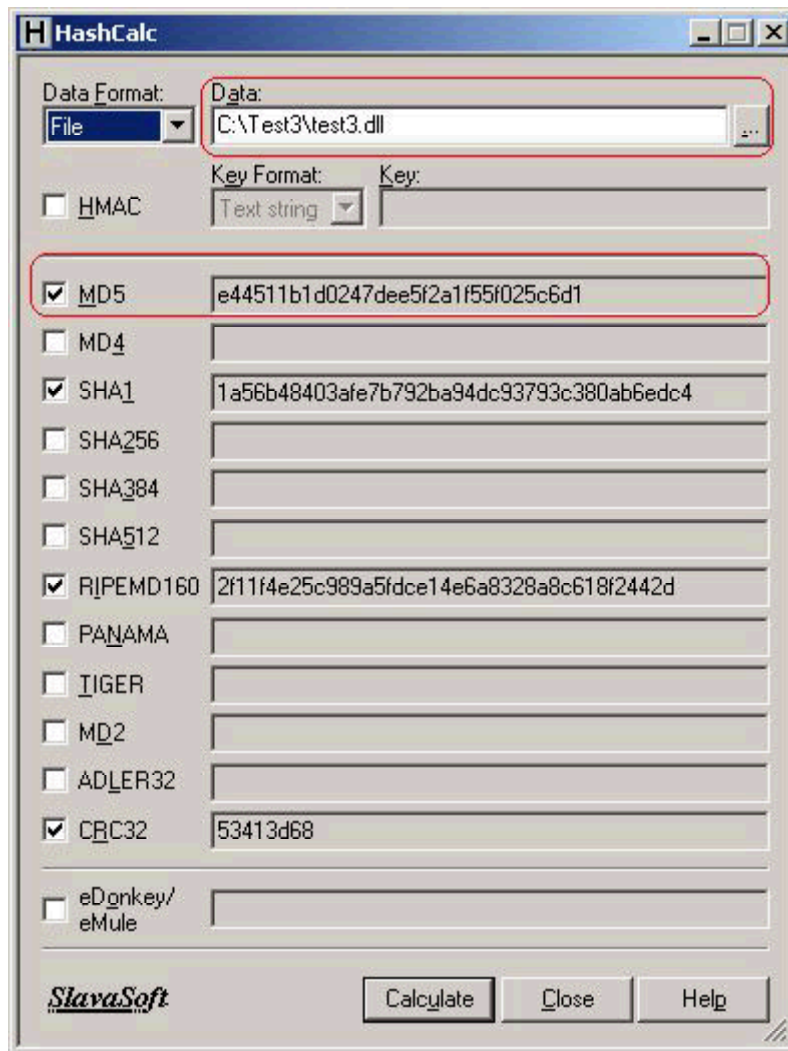 HashCalc
Data Format: Data:
File C:\Test3\test3.dll ...
Key Format: Key:
HMAC Text string
MD5 e44511b1d0247dee5f2a1f55f025c6d1
MD4
SHA1 1a56b48403afe7b792ba94dc93793c380ab6edc4
SHA256
SHA384
SHA512
RIPEMD160 2f11f4e25c989a5fdce14e6a8328a8c618f2442d
PANAMA
TIGER
MD2
ADLER32
CRC32 53413d68
eDonkey/
eMule
SlavaSoft Calculate Close Help